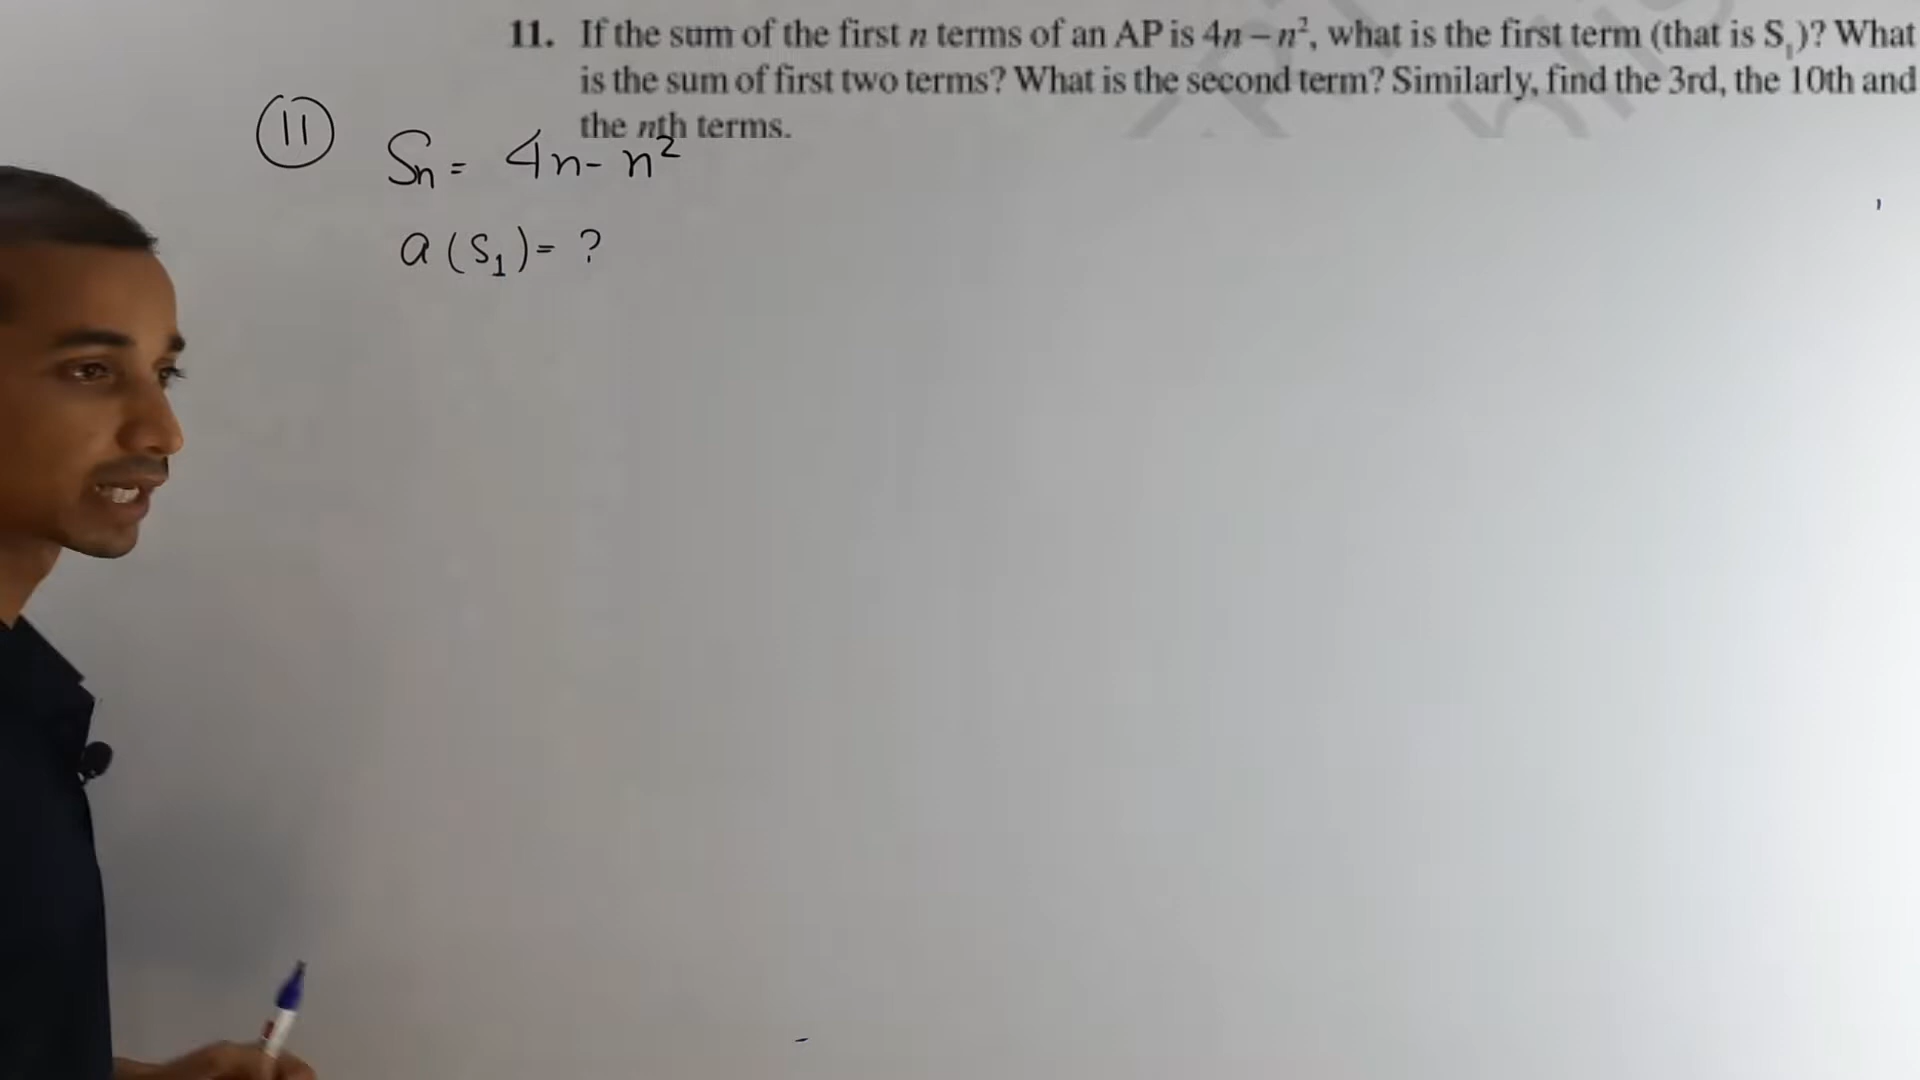 11. If the sum of the first n terms of an AP is 4n – n², what is the first term (that is S₁)? What
is the sum of first two terms? What is the second term? Similarly, find the 3rd, the 10th and
the nth terms.
⑪ Sn = 4n - n²
a (S₁) = ?